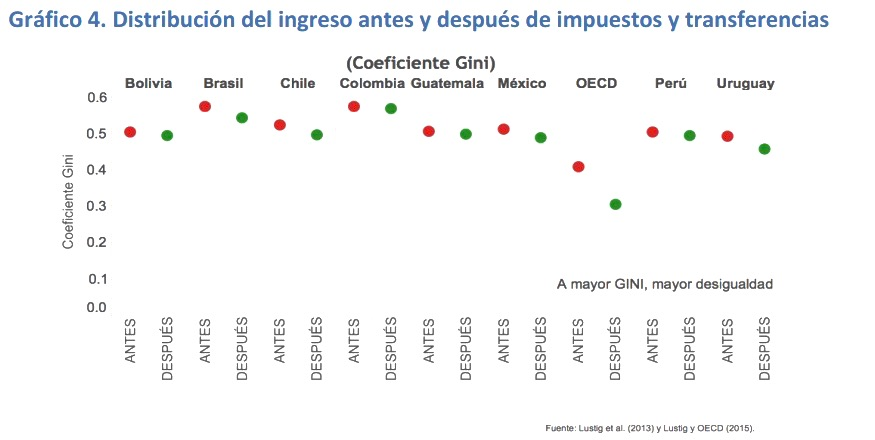 Gráfico 4. Distribución del ingreso antes y después de impuestos y transferencias
(Coeficiente Gini)
Bolivia Brasil Chile Colombia Guatemala México OECD Perú Uruguay
Coeficiente Gini
0.6
0.5
0.4
0.3
0.2
0.1
0.0
A mayor GINI, mayor desigualdad
ANTES DESPUÉS ANTES DESPUÉS ANTES DESPUÉS ANTES DESPUÉS ANTES DESPUÉS ANTES DESPUÉS ANTES DESPUÉS ANTES DESPUÉS ANTES DESPUÉS
Fuente: Lustig et al. (2013) y Lustig y OECD (2015).